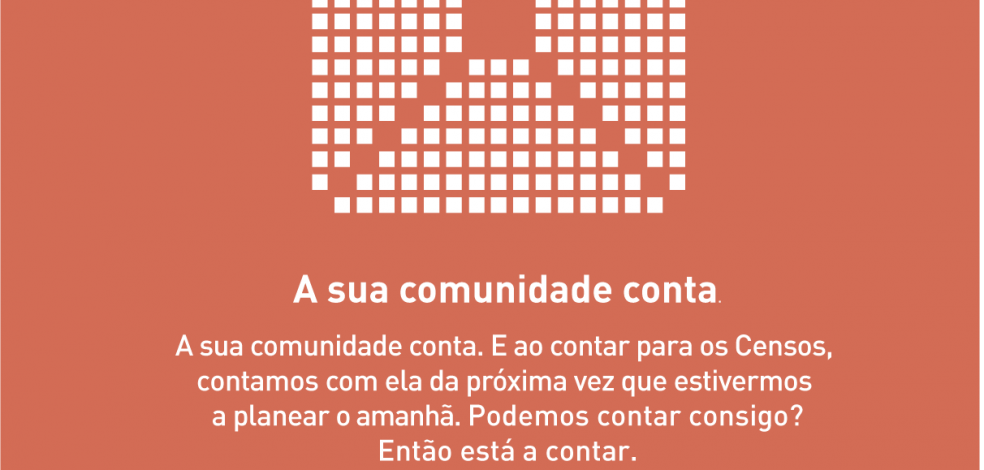 A sua comunidade conta.
A sua comunidade conta. E ao contar para os Censos,
contamos com ela da próxima vez que estivermos
a planear o amanhã. Podemos contar consigo?
Então está a contar.